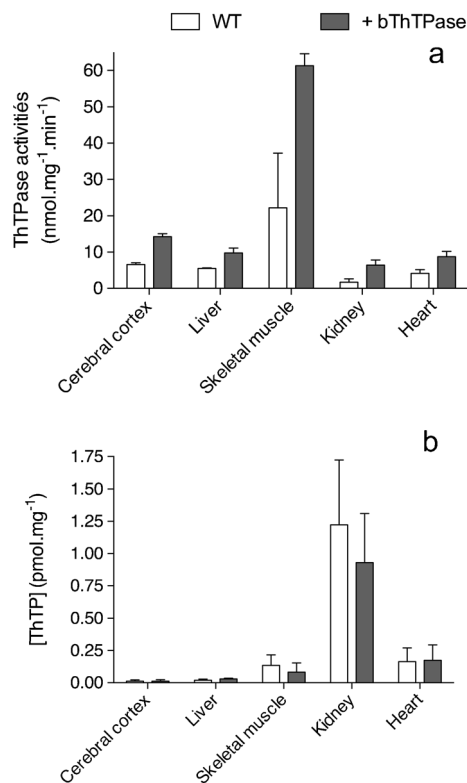 WT
+ bThTPase
a
ThTPase activitiés
(nmol.mg⁻¹.min⁻¹)
60
50
40
30
20
10
0
Cerebral cortex
Liver
Skeletal muscle
Kidney
Heart
b
[ThTP] (pmol.mg⁻¹)
1.75
1.50
1.25
1.00
0.75
0.50
0.25
0.00
Cerebral cortex
Liver
Skeletal muscle
Kidney
Heart